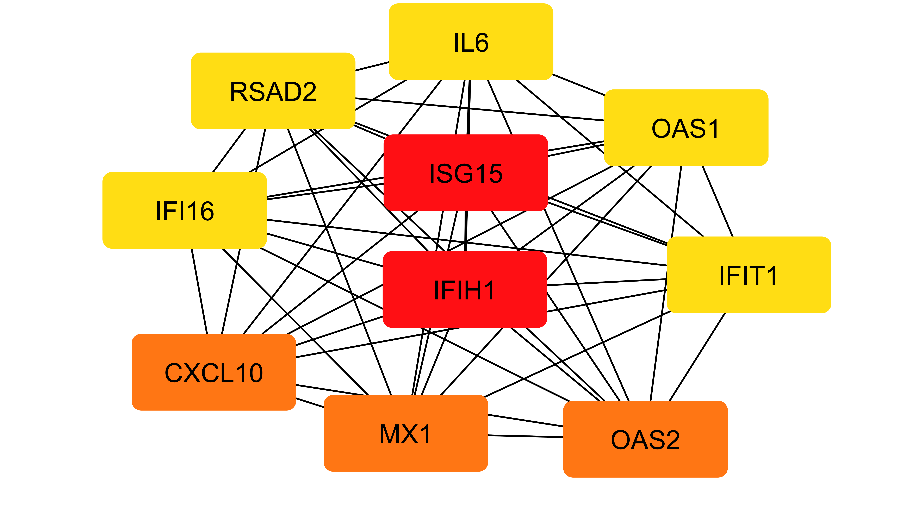 IL6
RSAD2
OAS1
ISG15
IFI16
IFIT1
IFIH1
CXCL10
MX1
OAS2